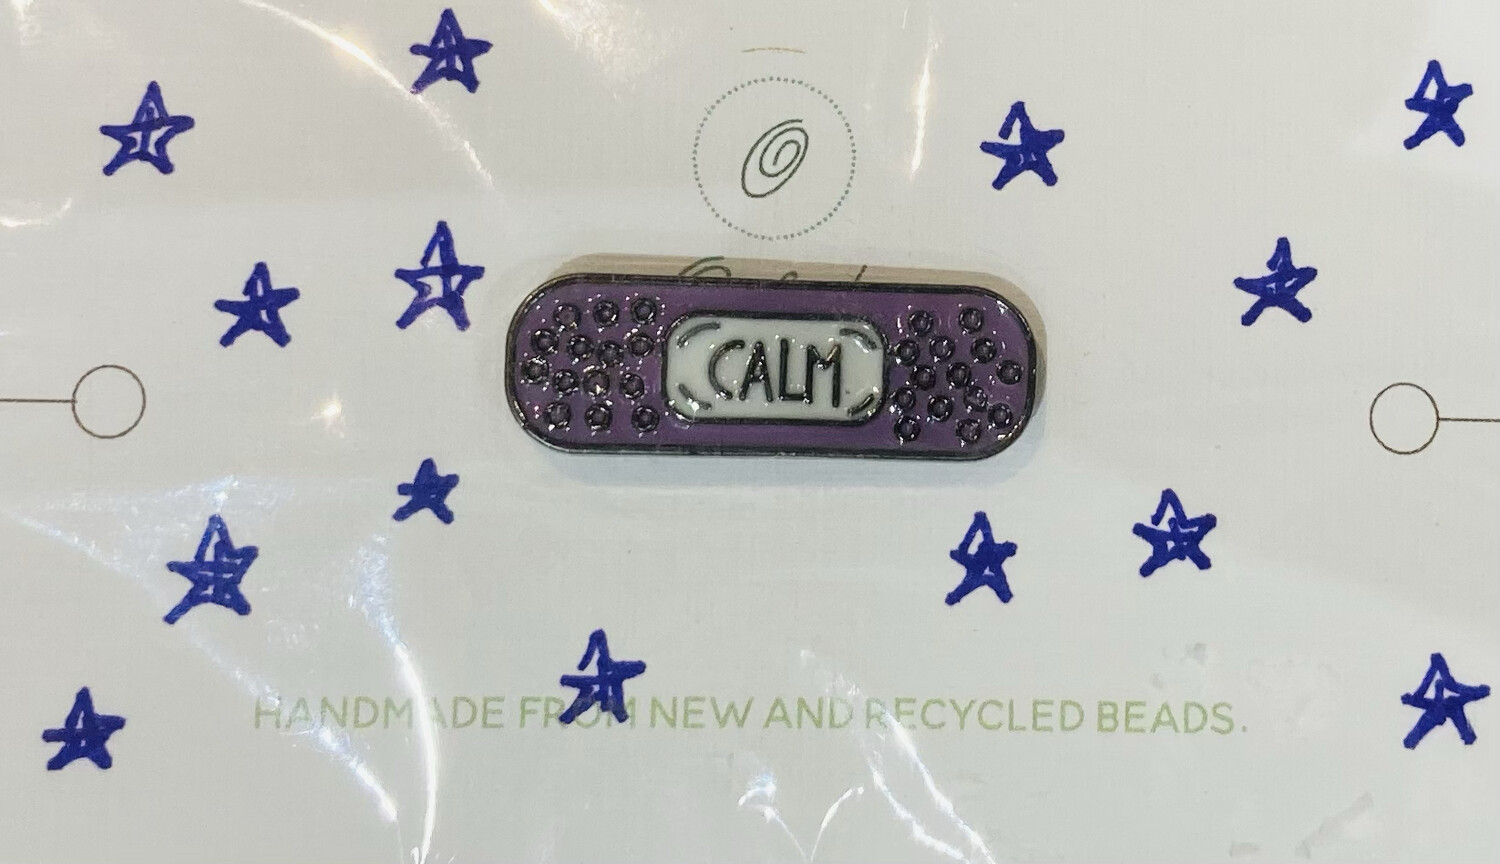 CALM
HANDMADE FROM NEW AND RECYCLED BEADS.